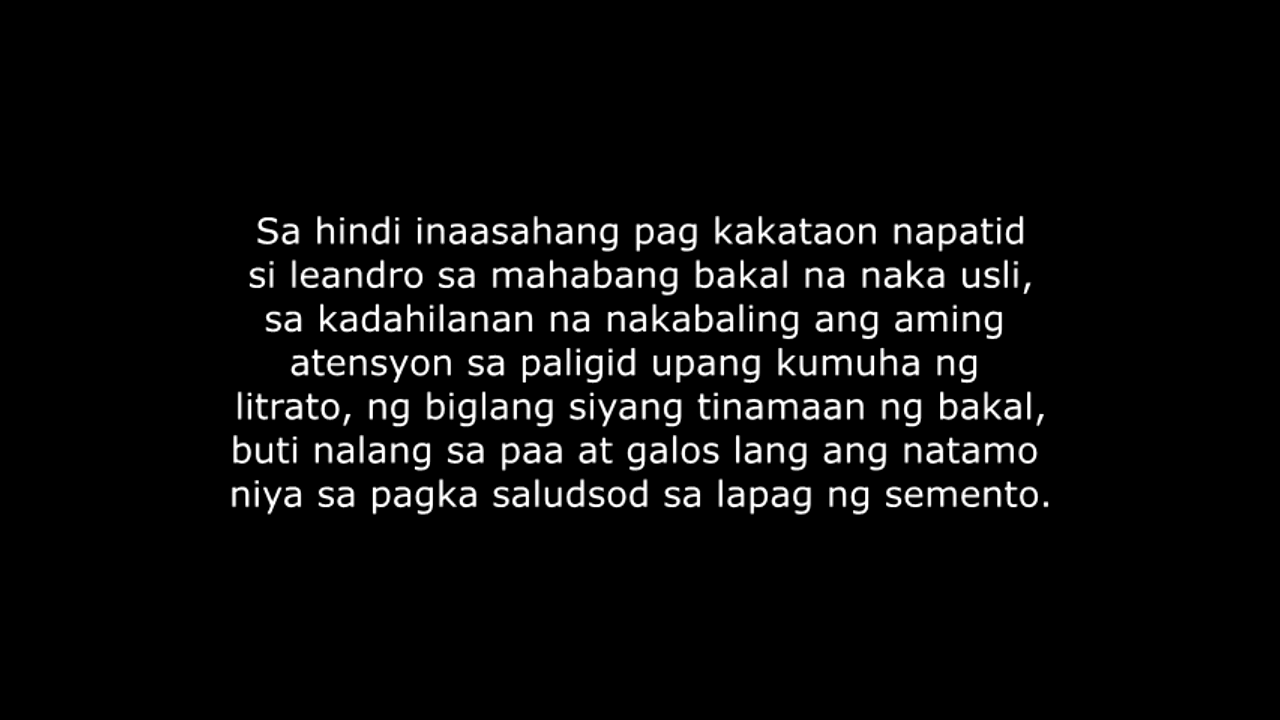 Sa hindi inaasahang pag kakataon napatid
si leandro sa mahabang bakal na naka usli,
sa kadahilanan na nakabaling ang aming
atensyon sa paligid upang kumuha ng
litrato, ng biglang siyang tinamaan ng bakal,
buti nalang sa paa at galos lang ang natamo
niya sa pagka saludsod sa lapag ng semento.